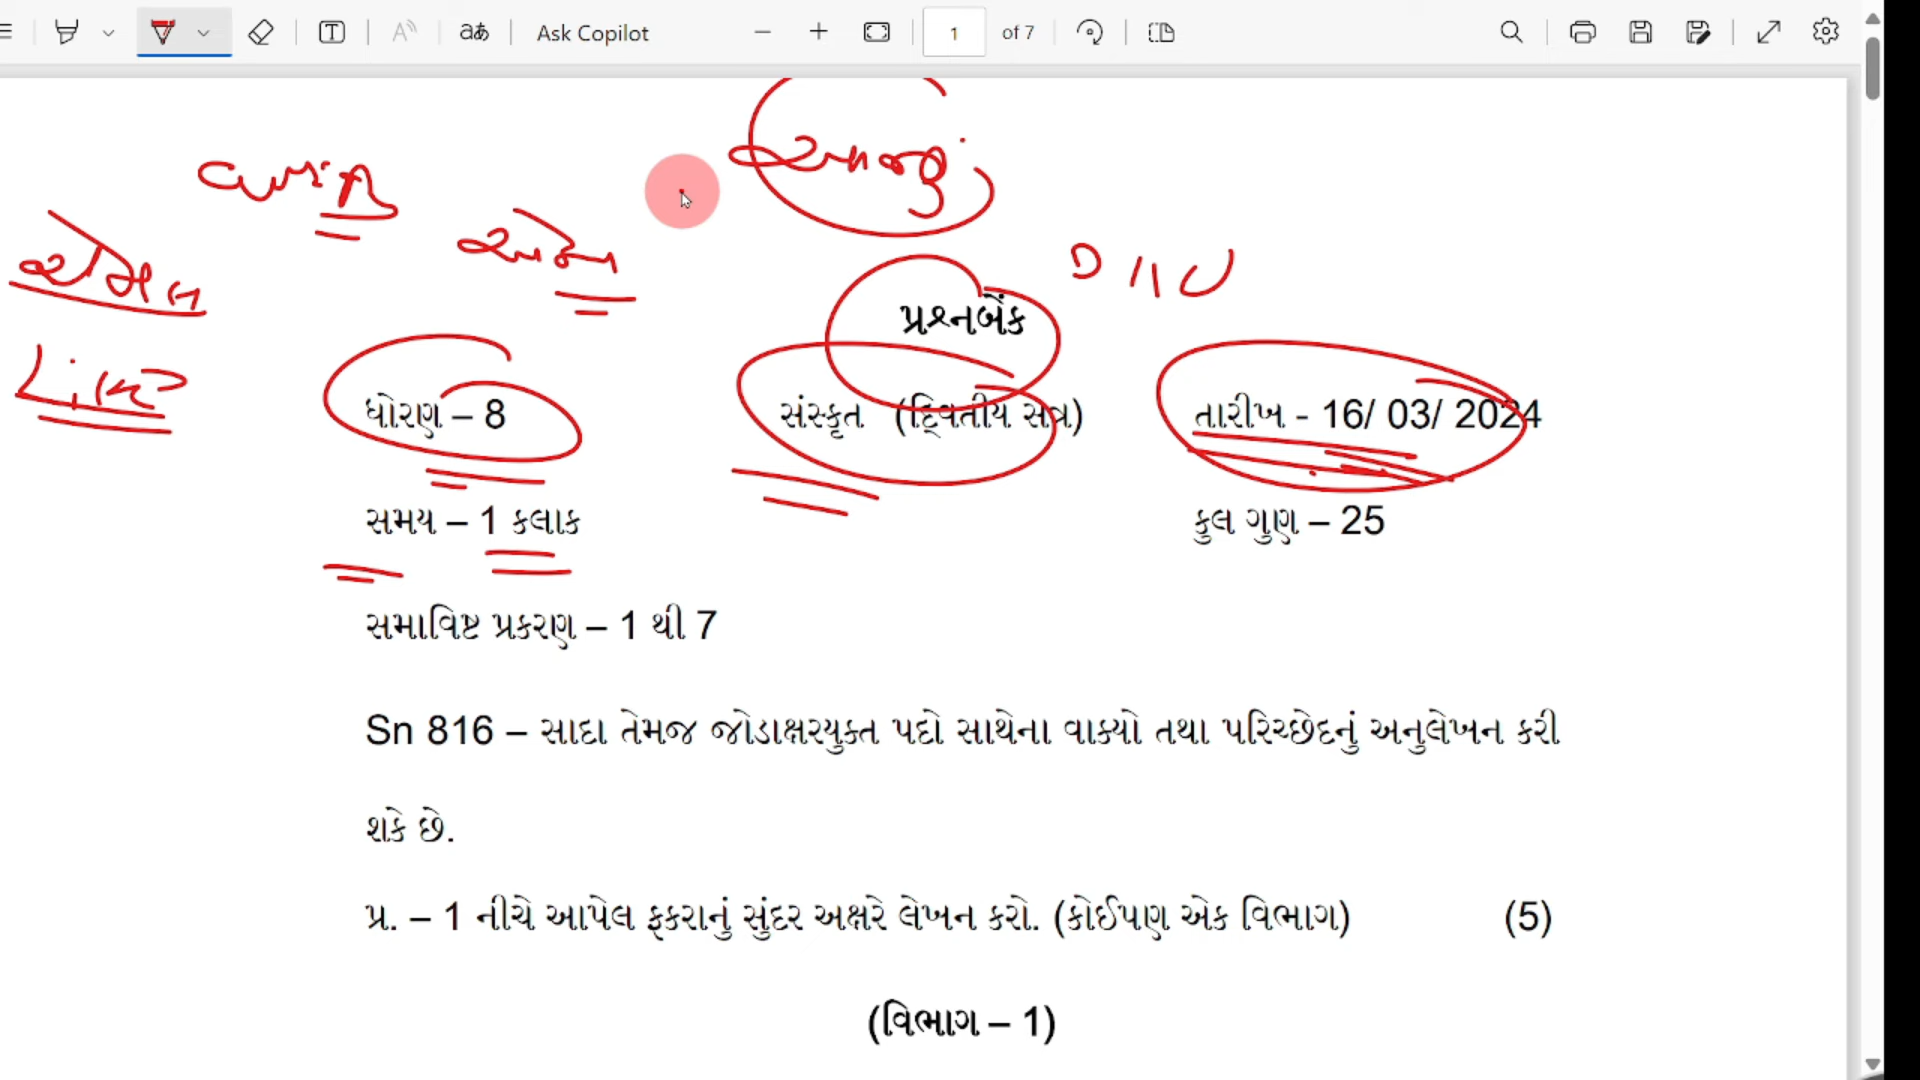 Ask Copilot
1 of 7
પ્રશ્નબેંક
ધોરણ – 8 સંસ્કૃત (દ્વિતીય સત્ર) તારીખ - 16/ 03/ 2024
સમય – 1 કલાક કુલ ગુણ – 25
સમાવિષ્ટ પ્રકરણ – 1 થી 7
Sn 816 – સાદા તેમજ જોડાક્ષરયુક્ત પદો સાથેના વાક્યો તથા પરિચ્છેદનું અનુલેખન કરી
શકે છે.
પ્ર. – 1 નીચે આપેલ ફકરાનું સુંદર અક્ષરે લેખન કરો. (કોઈપણ એક વિભાગ) (5)
(વિભાગ – 1)